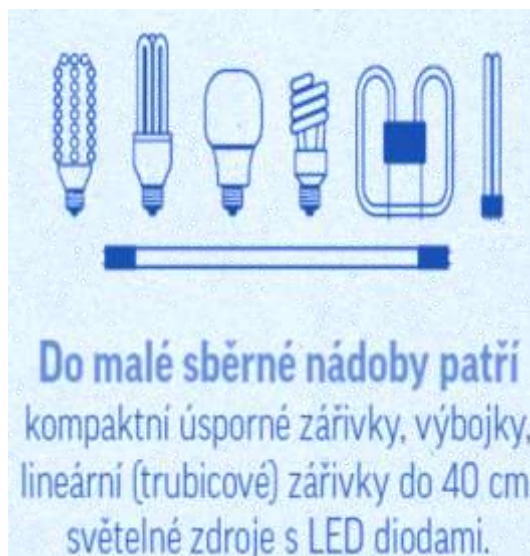 Do malé sběrné nádoby patří
kompaktní úsporné zářivky, výbojky,
lineární (trubicové) zářivky do 40 cm
světelné zdroje s LED diodami.